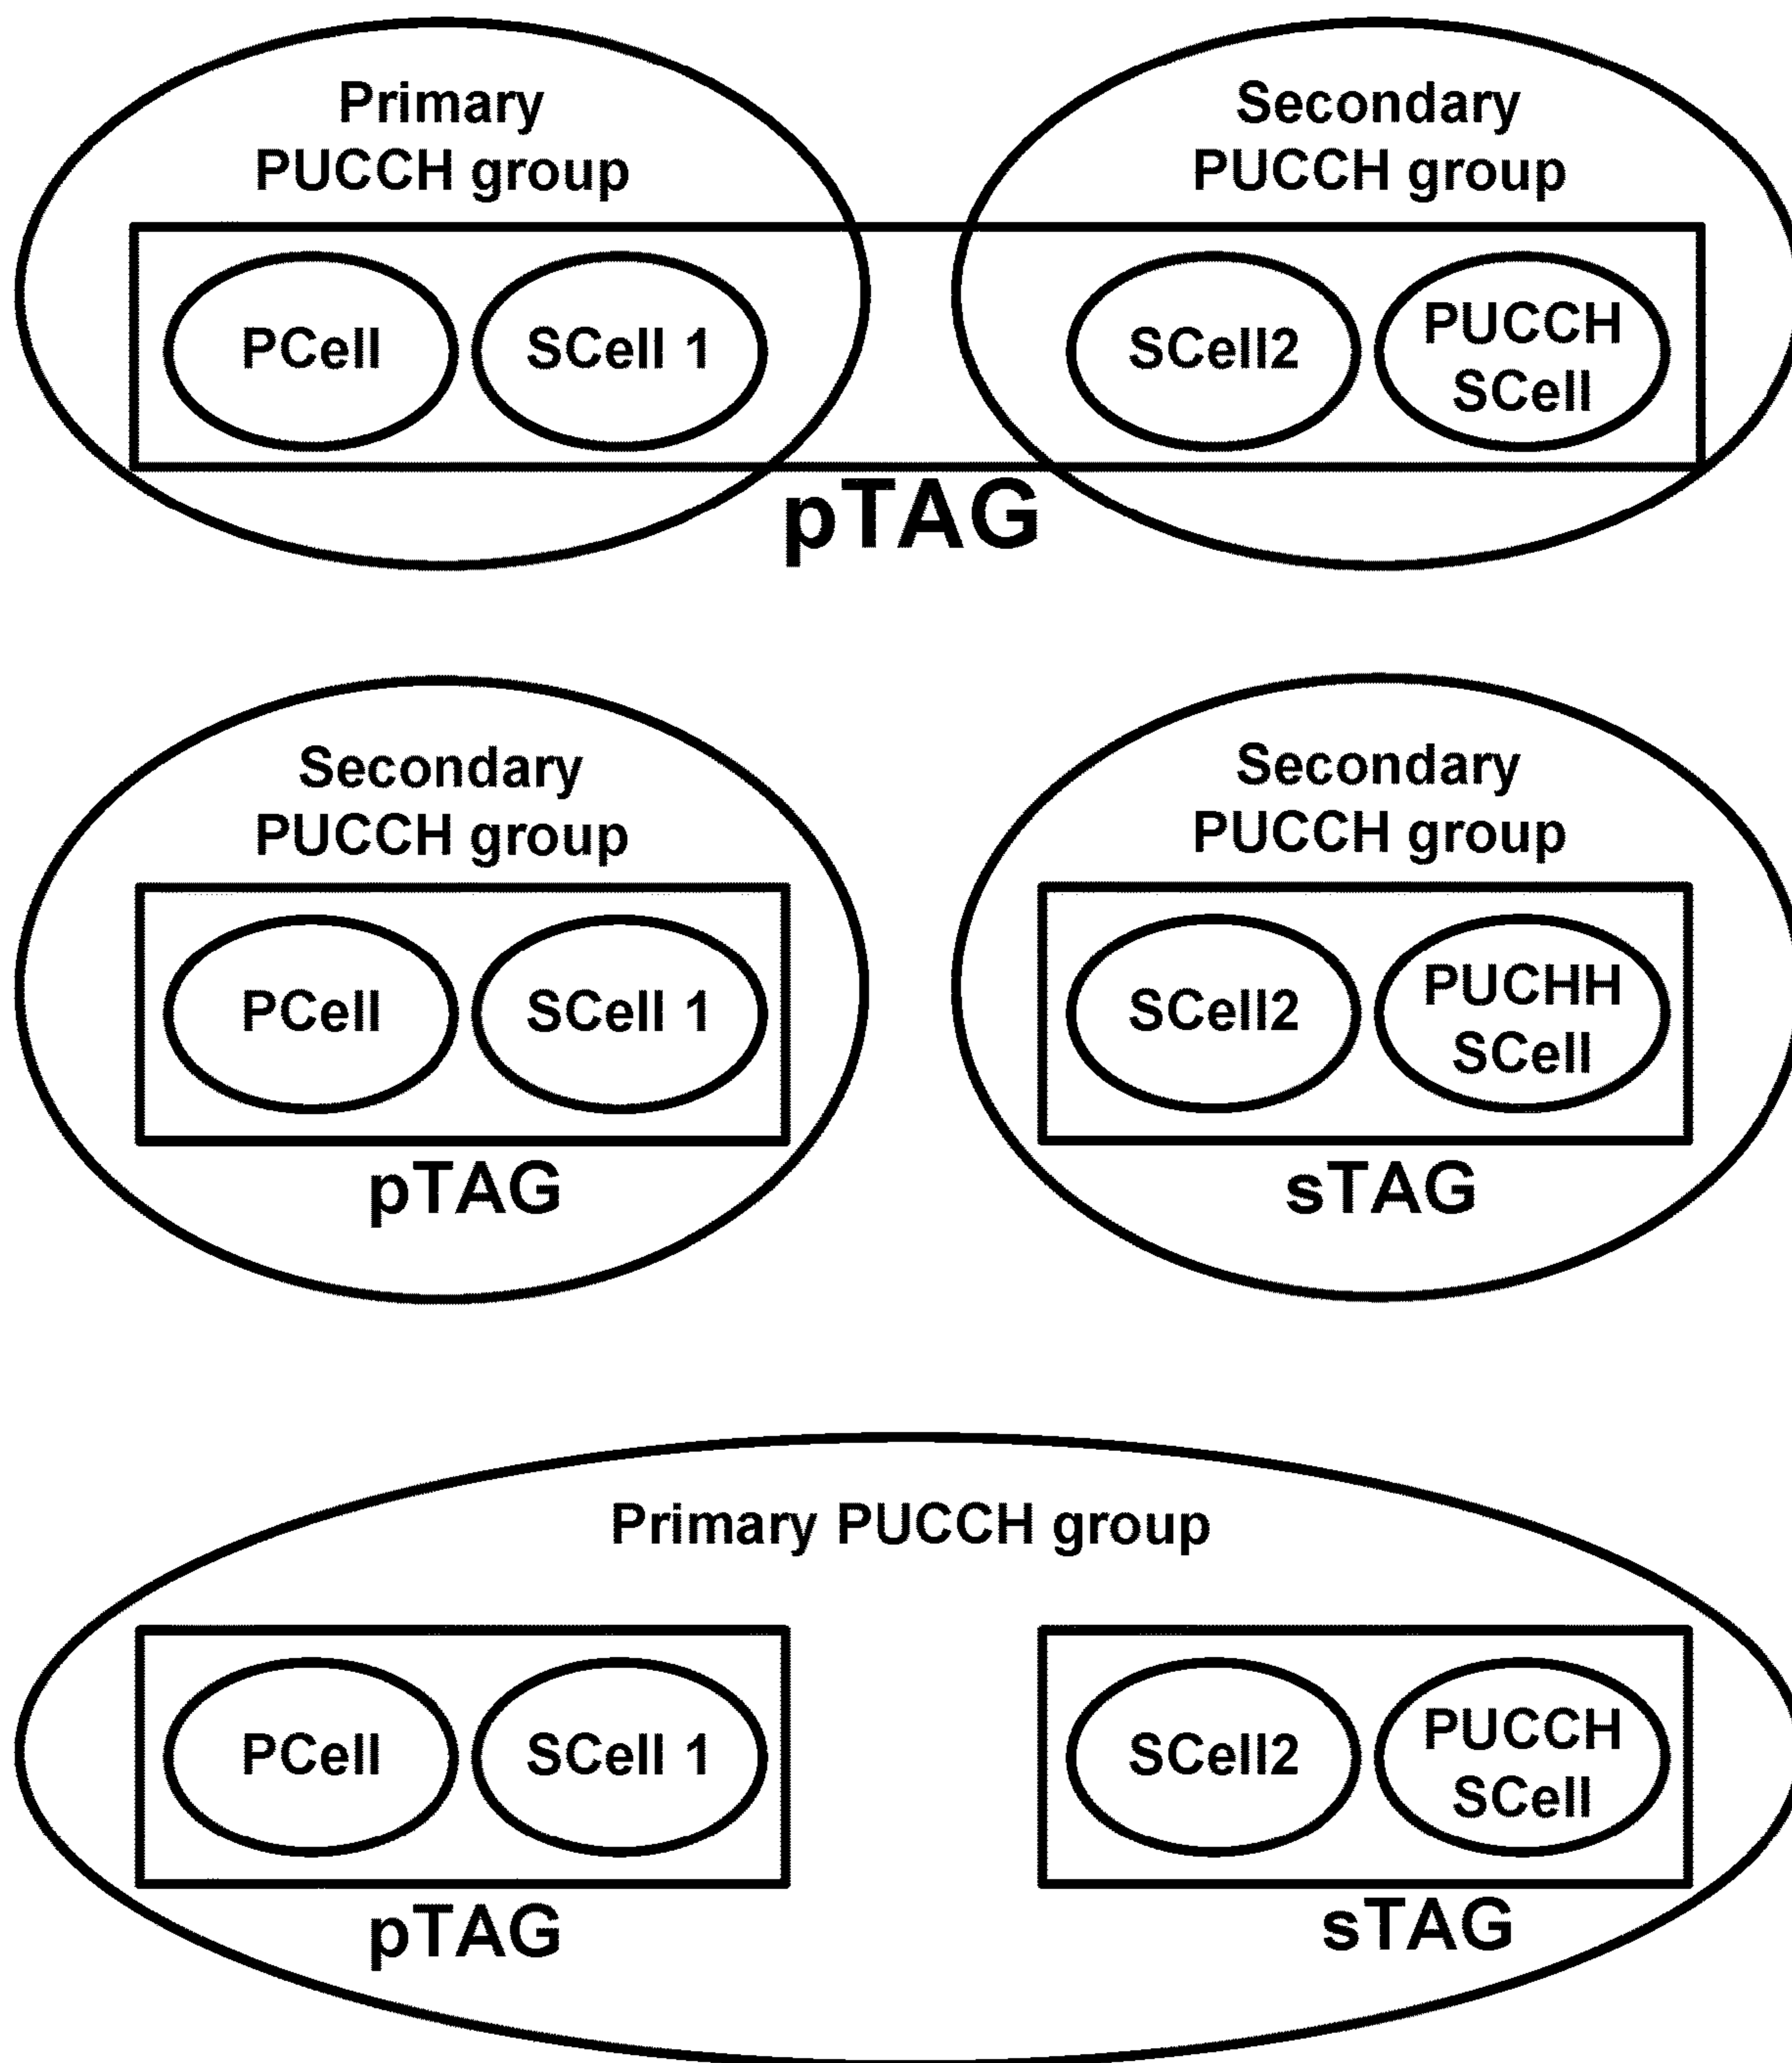 Primary
PUCCH group
Secondary
PUCCH group
PCell
SCell 1
SCell2
PUCCH
SCell
pTAG
Secondary
PUCCH group
Secondary
PUCCH group
PCell
SCell 1
SCell2
PUCHH
SCell
pTAG
sTAG
Primary PUCCH group
PCell
SCell 1
SCell2
PUCCH
SCell
pTAG
sTAG